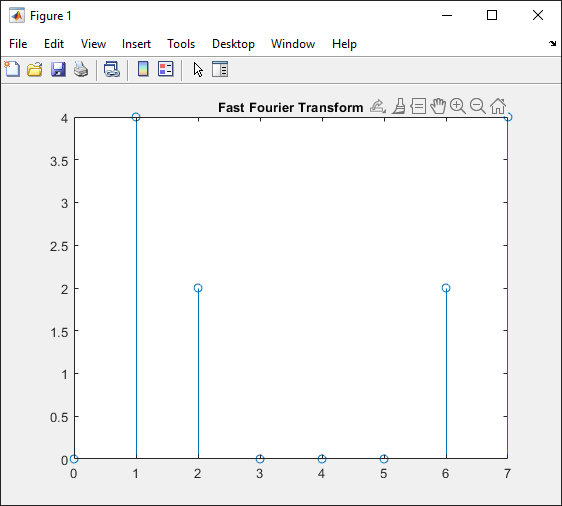 Figure 1
File Edit View Insert Tools Desktop Window Help
Fast Fourier Transform
4
3.5
3
2.5
2
1.5
1
0.5
0
0 1 2 3 4 5 6 7